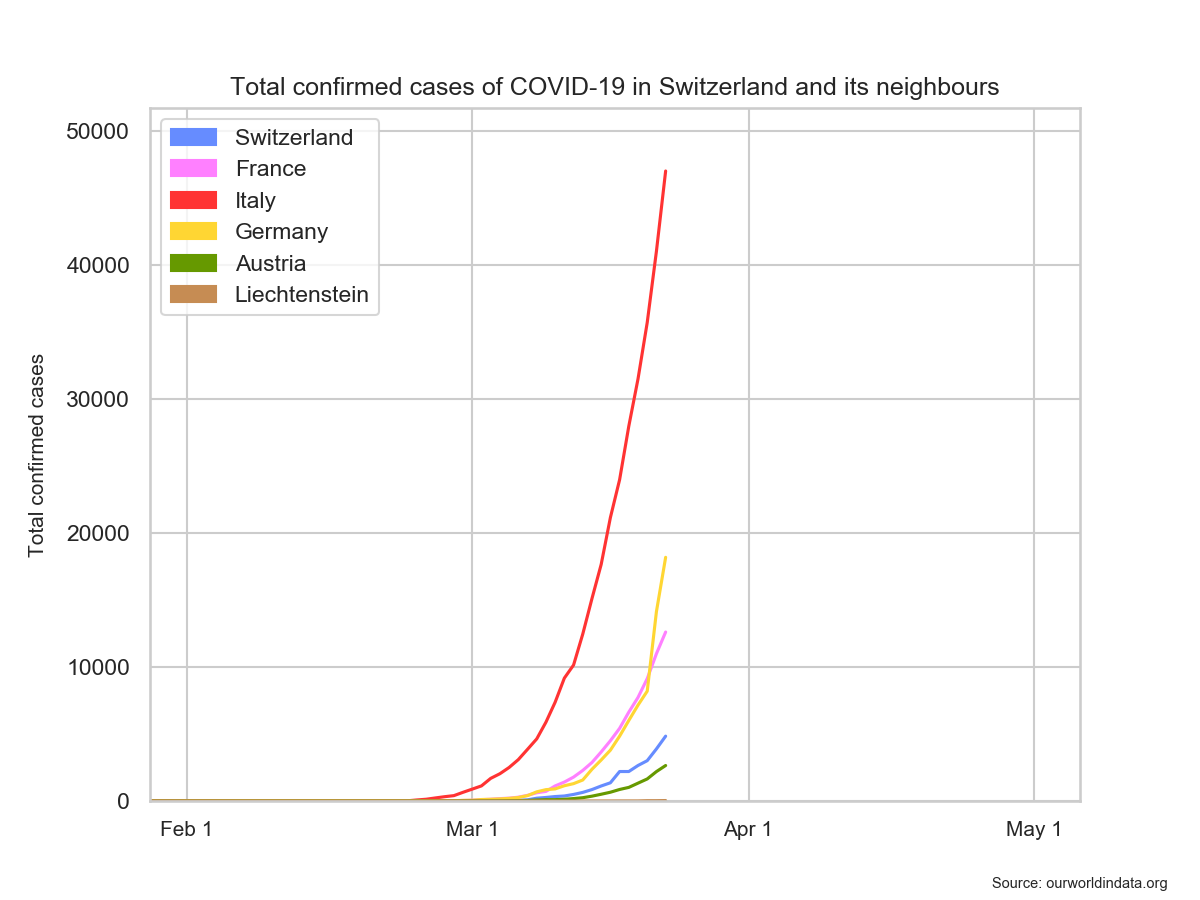 Total confirmed cases of COVID-19 in Switzerland and its neighbours
50000
40000
30000
20000
10000
0
Total confirmed cases
Switzerland
France
Italy
Germany
Austria
Liechtenstein
Feb 1 Mar 1 Apr 1 May 1
Source: ourworldindata.org